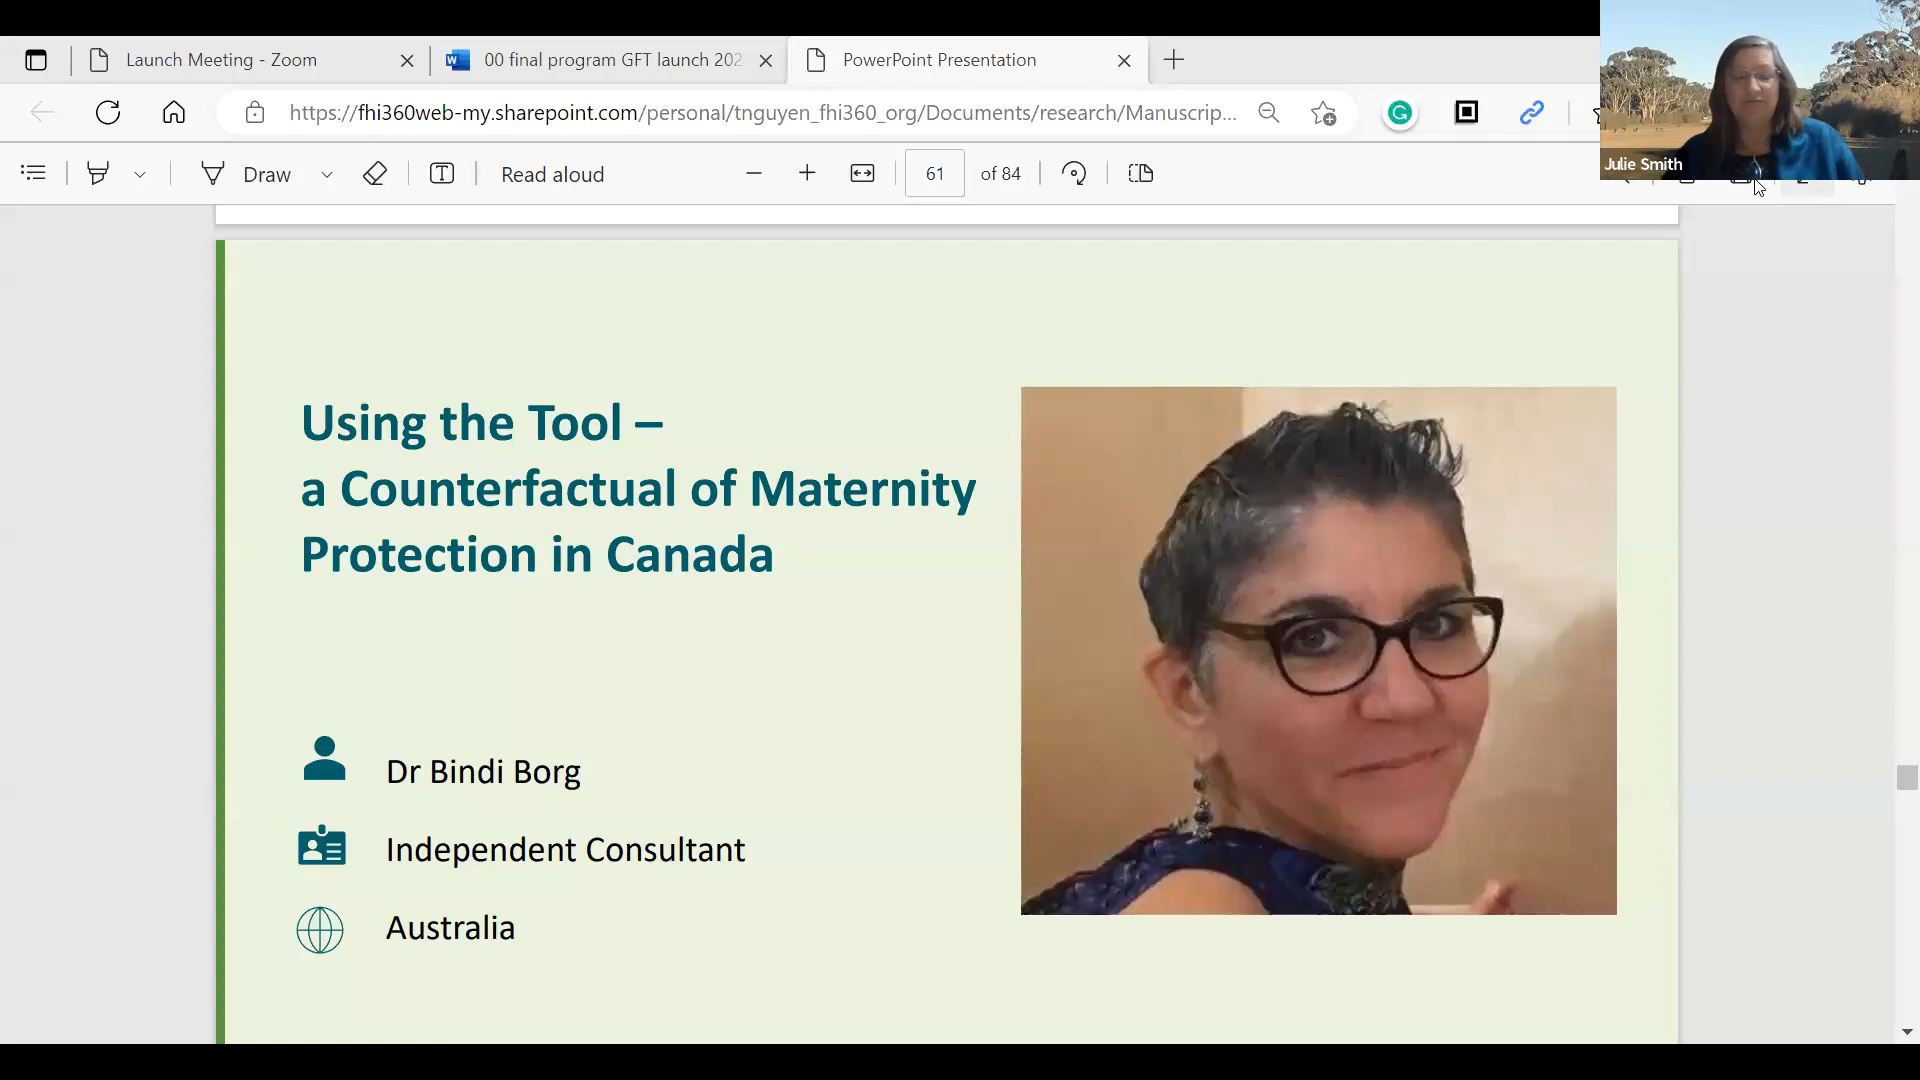 Launch Meeting - Zoom
00 final program GFT launch 202
PowerPoint Presentation
https://fhi360web-my.sharepoint.com/personal/tnguyen_fhi360_org/Documents/research/Manuscrip...
Julie Smith
Draw
Read aloud
61
of 84
Using the Tool –
a Counterfactual of Maternity
Protection in Canada
Dr Bindi Borg
Independent Consultant
Australia